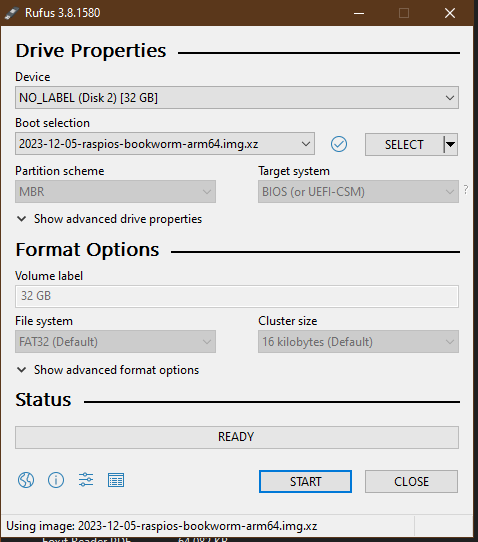 Rufus 3.8.1580
Drive Properties
Device
NO_LABEL (Disk 2) [32 GB]
Boot selection
2023-12-05-raspios-bookworm-arm64.img.xz
SELECT
Partition scheme
Target system
MBR
BIOS (or UEFI-CSM)
?
Show advanced drive properties
Format Options
Volume label
32 GB
File system
Cluster size
FAT32 (Default)
16 kilobytes (Default)
Show advanced format options
Status
READY
START
CLOSE
Using image: 2023-12-05-raspios-bookworm-arm64.img.xz